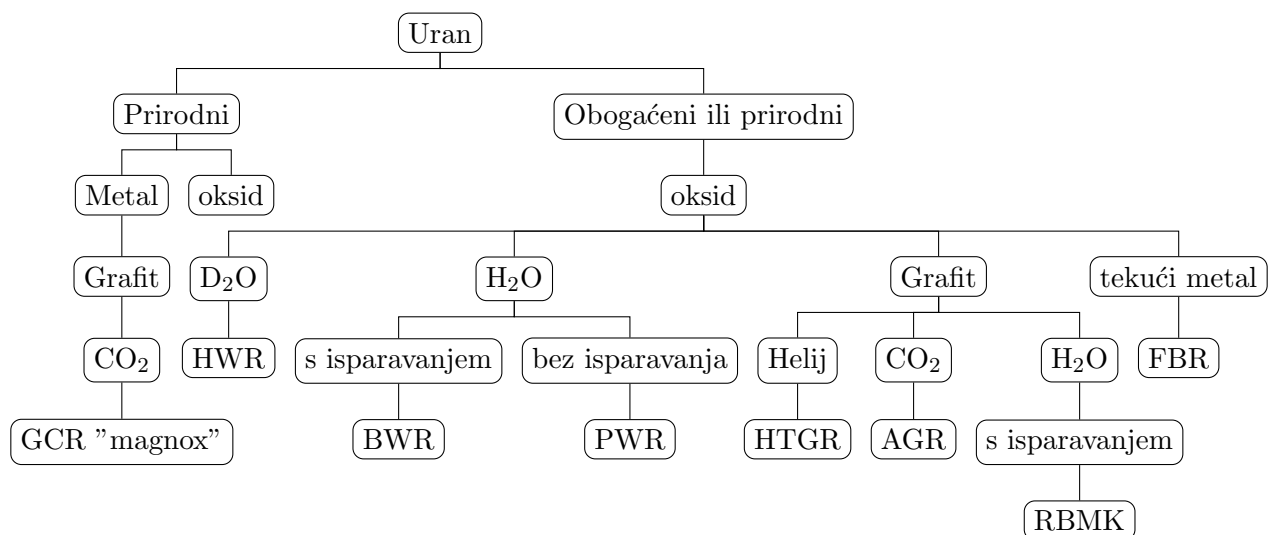 Uran
Prirodni
Obogaćeni ili prirodni
Metal
oksid
oksid
Grafit
D₂O
H₂O
Grafit
tekući metal
CO₂
HWR
s isparavanjem
bez isparavanja
Helij
CO₂
H₂O
FBR
GCR ”magnox”
BWR
PWR
HTGR
AGR
s isparavanjem
RBMK